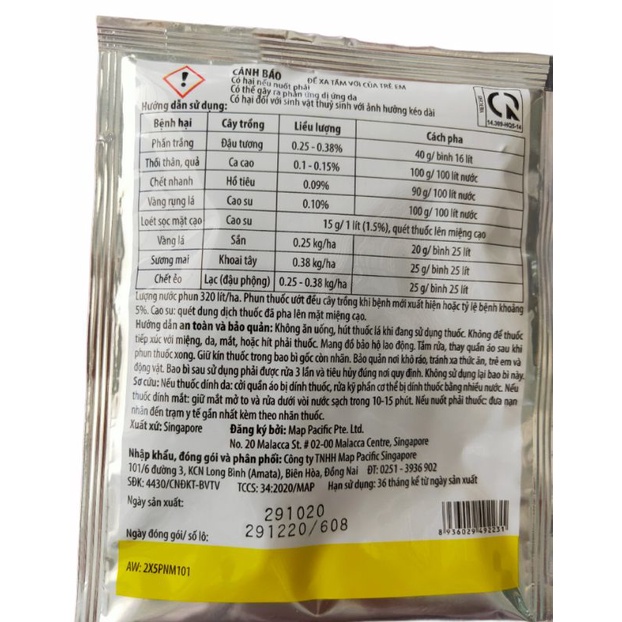 CẢNH BÁO
ĐỂ XA TẦM VỚI CỦA TRẺ EM
Có hại nếu nuốt phải
Có thể gây ra phản ứng dị ứng da
Có hại đối với sinh vật thuỷ sinh với ảnh hưởng kéo dài
14.399-HQS-14
Hướng dẫn sử dụng:
Bệnh hại Cây trồng Liều lượng Cách pha
Phấn trắng Đậu tương 0.25 - 0.38% 40 g/ bình 16 lít
Thối thân, quả Ca cao 0.1 - 0.15% 100 g/ 100 lít nước
Chết nhanh Hồ tiêu 0.09% 90 g/ 100 lít nước
Vàng rụng lá Cao su 0.10% 100 g/ 100 lít nước
Loét sọc mặt cạo Cao su 15 g/ 1 lít (1.5%), quét thuốc lên miệng cạo
Vàng lá Sắn 0.25 kg/ha 20 g/ bình 25 lít
Sương mai Khoai tây 0.38 kg/ha 25 g/ bình 25 lít
Chết ẻo Lạc (đậu phộng) 0.25 - 0.38 kg/ha 25 g/ bình 25 lít
Lượng nước phun 320 lít/ha. Phun thuốc ướt đều cây trồng khi bệnh mới xuất hiện hoặc tỷ lệ bệnh khoảng
5%. Cao su: quét dung dịch thuốc đã pha lên mặt miệng cạo.
Hướng dẫn an toàn và bảo quản: Không ăn uống, hút thuốc lá khi đang sử dụng thuốc. Không để thuốc
tiếp xúc với miệng, da, mắt, hoặc hít phải thuốc. Mang đồ bảo hộ lao động. Tắm rửa, thay quần áo sau khi
phun thuốc xong. Giữ kín thuốc trong bao bì gốc còn nhãn. Bảo quản nơi khô ráo, tránh xa thức ăn, trẻ em và
động vật. Bao bì sau sử dụng phải được rửa 3 lần và tiêu hủy đúng nơi quy định. Không sử dụng lại bao bì này.
Sơ cứu: Nếu thuốc dính da: cởi quần áo bị dính thuốc, rửa kỹ phần cơ thể bị dính thuốc bằng nhiều nước. Nếu
thuốc dính mắt: giữ mắt mở to và rửa dưới vòi nước sạch trong 10-15 phút. Nếu nuốt phải thuốc: đưa nạn
nhân đến trạm y tế gần nhất kèm theo nhãn thuốc.
Xuất xứ: Singapore Đăng ký bởi: Map Pacific Pte. Ltd.
No. 20 Malacca St. # 02-00 Malacca Centre, Singapore
Nhập khẩu, đóng gói và phân phối: Công ty TNHH Map Pacific Singapore
101/6 đường 3, KCN Long Bình (Amata), Biên Hòa, Đồng Nai ĐT: 0251 - 3936 902
SĐK: 4430/CNĐKT-BVTV TCCS: 34:2020/MAP Hạn sử dụng: 36 tháng kể từ ngày sản xuất
Ngày sản xuất: 291020
Ngày đóng gói/ số lô: 291220/608
8 936029 492231
AW: 2X5PNM101